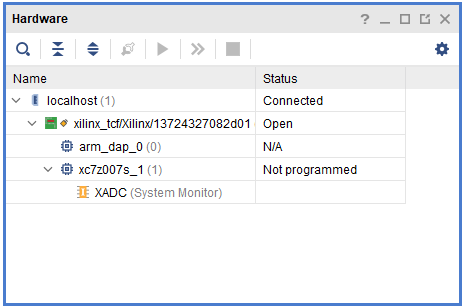 Hardware
Name Status
localhost (1) Connected
xilinx_tcf/Xilinx/13724327082d01 Open
arm_dap_0 (0) N/A
xc7z007s_1 (1) Not programmed
XADC (System Monitor)